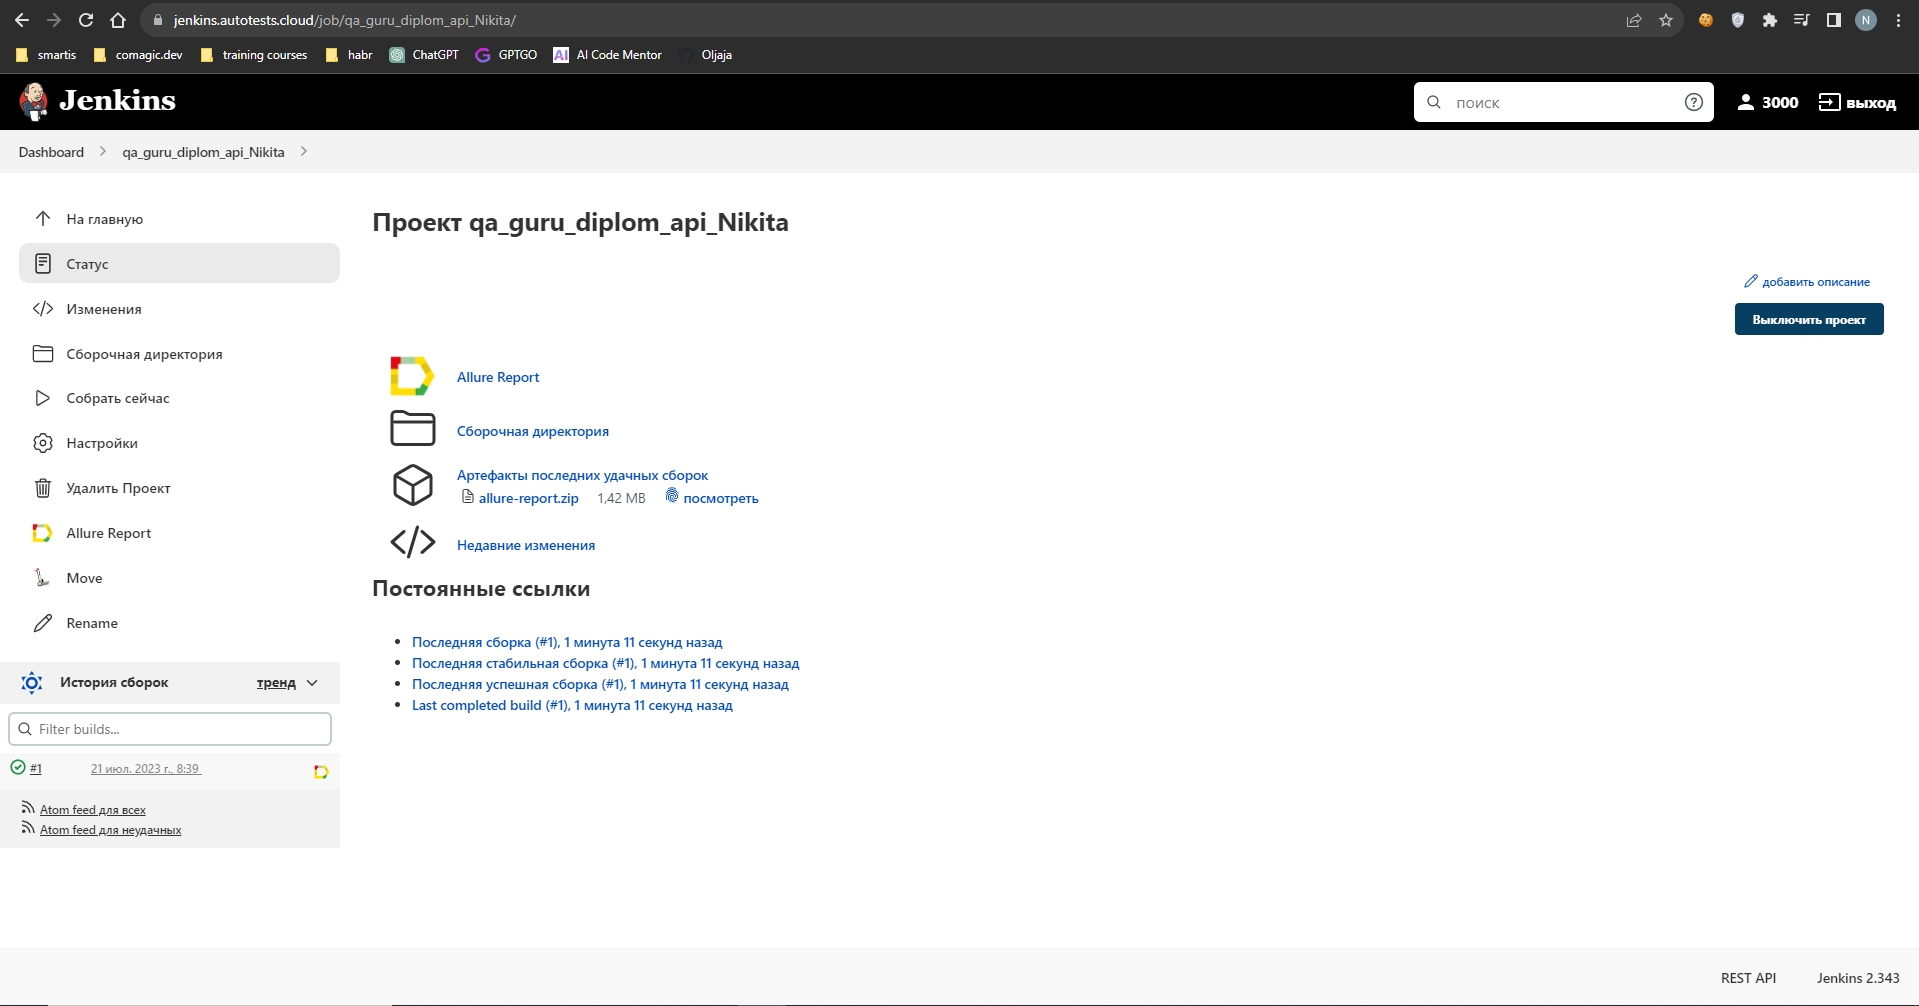 jenkins.autotests.cloud/job/qa_guru_diplom_api_Nikita/
N
smartis comagic.dev training courses habr ChatGPT GPTGO AI AI Code Mentor Oljaja
Jenkins
поиск ? 3000 выход
Dashboard qa_guru_diplom_api_Nikita
На главную
Статус
Изменения
Сборочная директория
Собрать сейчас
Настройки
Удалить Проект
Allure Report
Move
Rename
История сборок тренд
Filter builds...
#1 21 июл. 2023 г., 8:39
Atom feed для всех
Atom feed для неудачных
Проект qa_guru_diplom_api_Nikita
добавить описание
Выключить проект
Allure Report
Сборочная директория
Артефакты последних удачных сборок
allure-report.zip 1,42 MB посмотреть
Недавние изменения
Постоянные ссылки
Последняя сборка (#1), 1 минута 11 секунд назад
Последняя стабильная сборка (#1), 1 минута 11 секунд назад
Последняя успешная сборка (#1), 1 минута 11 секунд назад
Last completed build (#1), 1 минута 11 секунд назад
REST API Jenkins 2.343